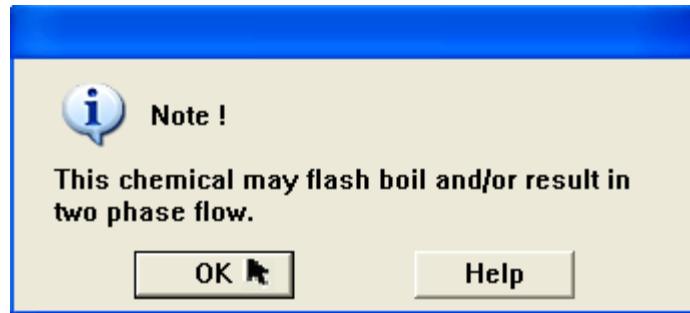 Note !
This chemical may flash boil and/or result in
two phase flow.
OK
Help